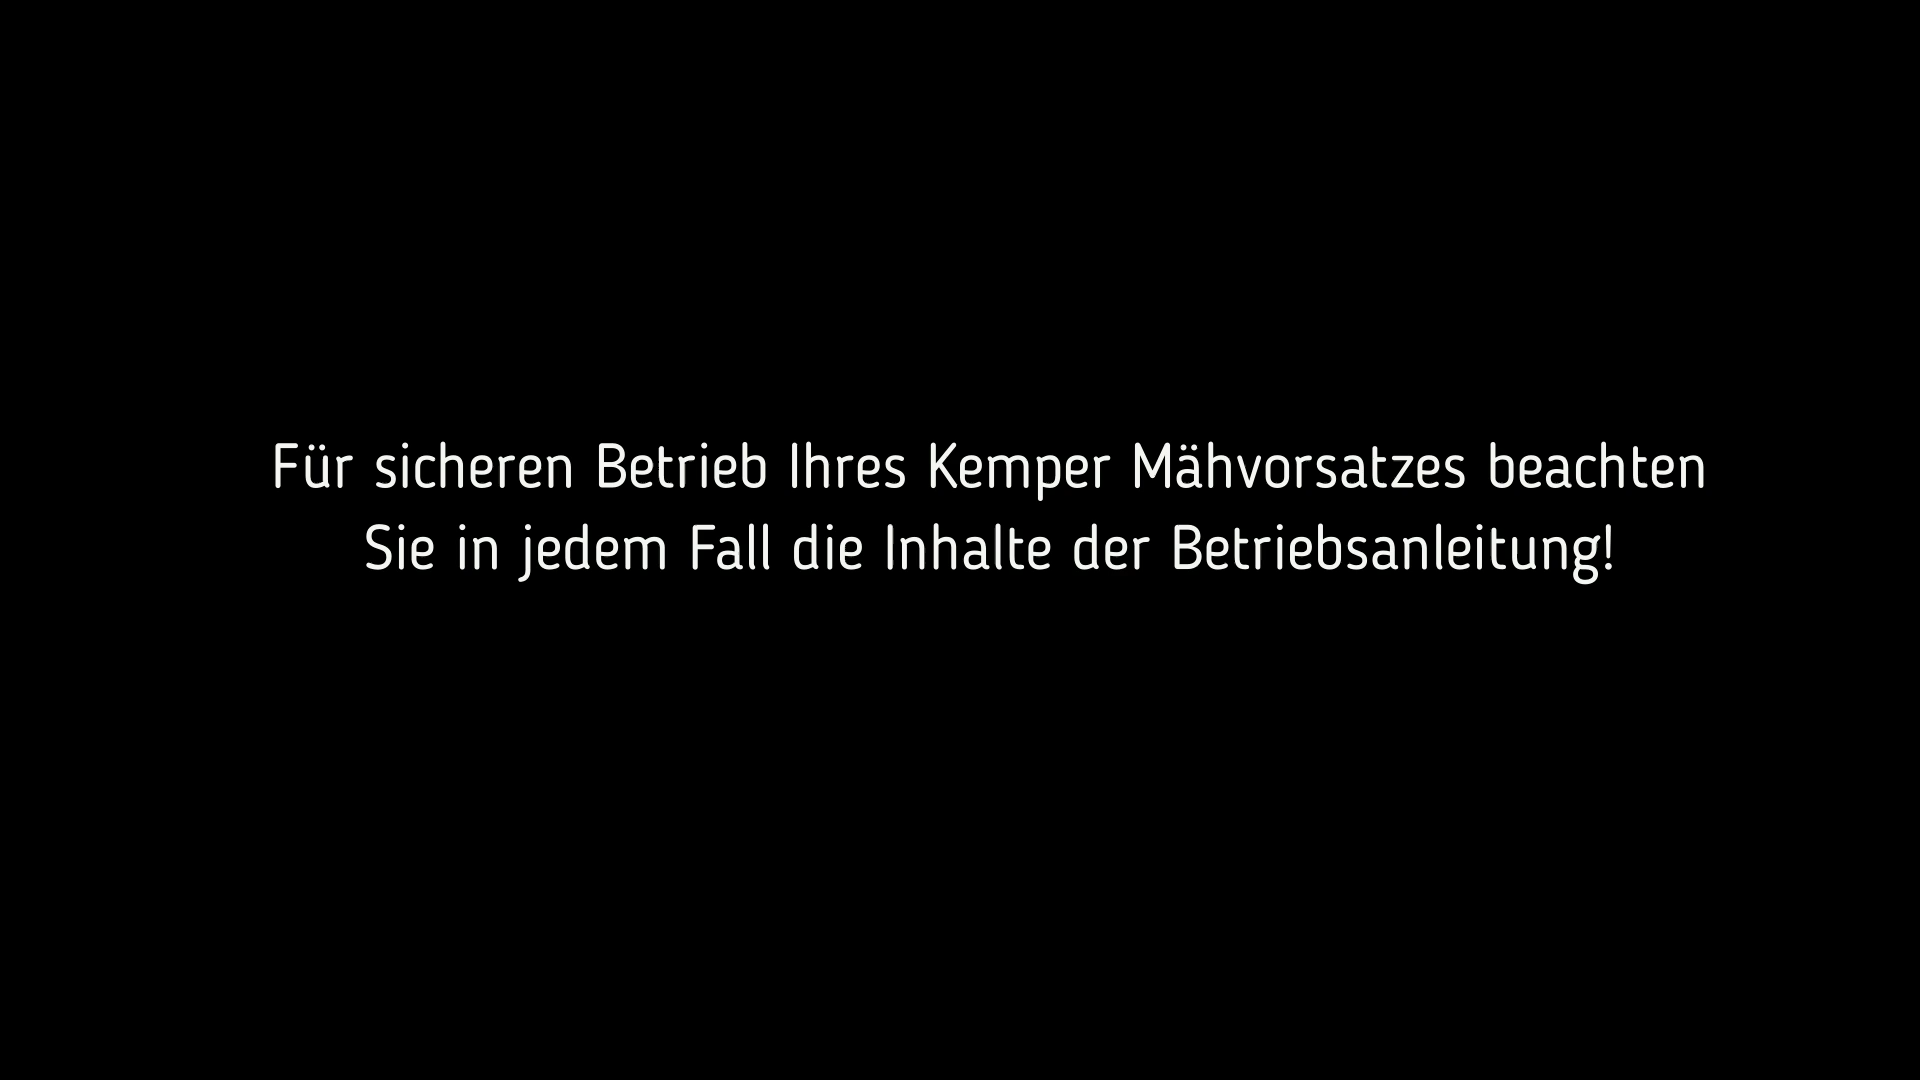 Für sicheren Betrieb Ihres Kemper Mähvorsatzes beachten
Sie in jedem Fall die Inhalte der Betriebsanleitung!